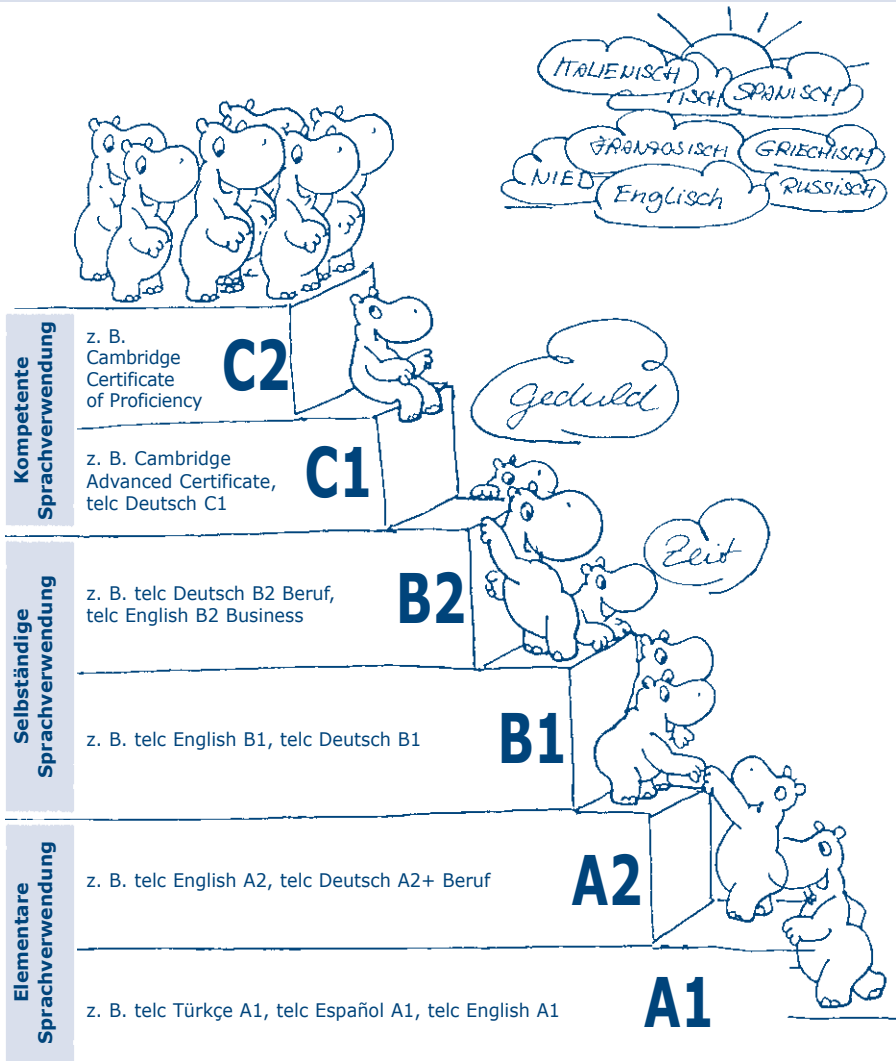 ITALIENISCH
TISCH SPANISCH
FRANZOSISCH GRIECHISCH
NIED
Englisch RUSSISCH
Kompetente
Sprachverwendung
z. B.
Cambridge
Certificate
of Proficiency
C2
Geduld
z. B. Cambridge
Advanced Certificate,
telc Deutsch C1
C1
Zeit
Selbständige
Sprachverwendung
z. B. telc Deutsch B2 Beruf,
telc English B2 Business
B2
z. B. telc English B1, telc Deutsch B1
B1
Elementare
Sprachverwendung
z. B. telc English A2, telc Deutsch A2+ Beruf
A2
z. B. telc Türkçe A1, telc Español A1, telc English A1
A1